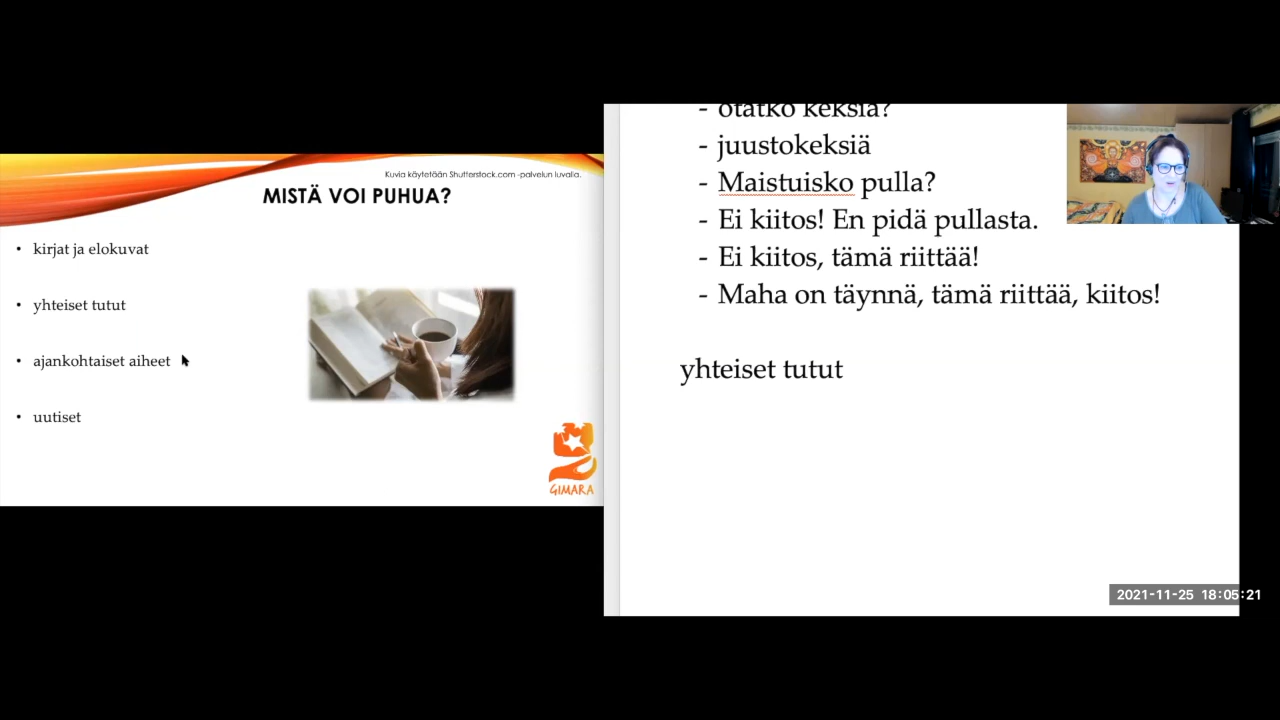 Kuvia käytetään Shutterstock.com -palvelun luvalla.
MISTÄ VOI PUHUA?
• kirjat ja elokuvat
• yhteiset tutut
• ajankohtaiset aiheet
• uutiset
GIMARA
- otatko keksiä?
- juustokeksiä
- Maistuisko pulla?
- Ei kiitos! En pidä pullasta.
- Ei kiitos, tämä riittää!
- Maha on täynnä, tämä riittää, kiitos!
yhteiset tutut
2021-11-25 18:05:21